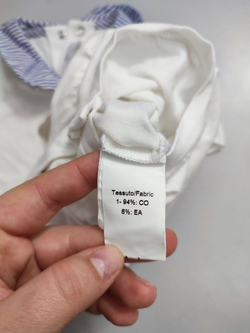 Tessuto/Fabric
1- 94%: CO
6%: EA